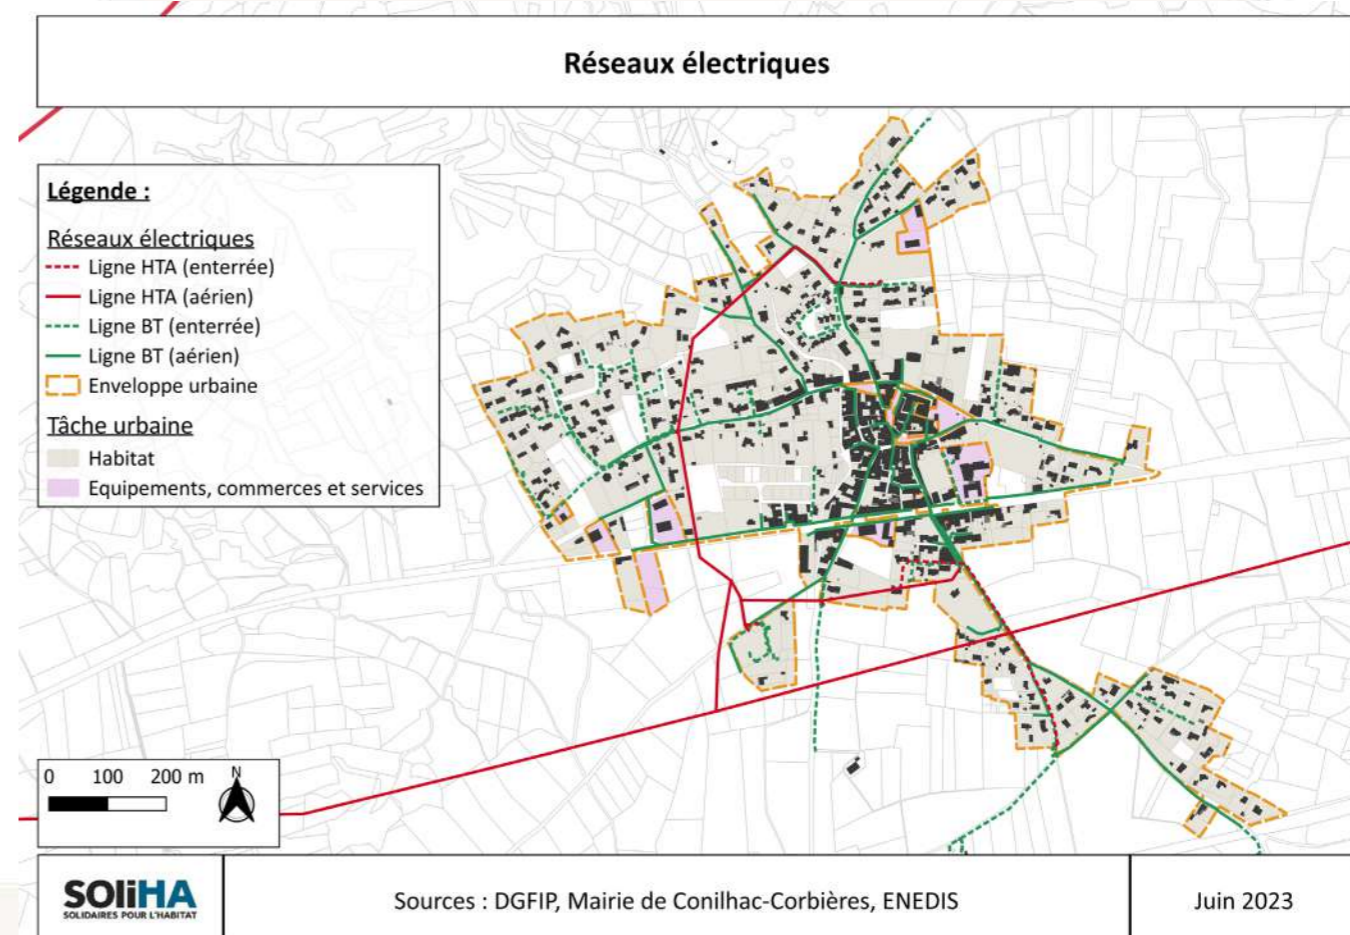 Réseaux électriques
Légende :
Réseaux électriques
Ligne HTA (enterrée)
Ligne HTA (aérien)
Ligne BT (enterrée)
Ligne BT (aérien)
Enveloppe urbaine
Tâche urbaine
Habitat
Equipements, commerces et services
0 100 200 m
N
SOLiHA
SOLIDAIRES POUR L'HABITAT
Sources : DGFIP, Mairie de Conilhac-Corbières, ENEDIS
Juin 2023